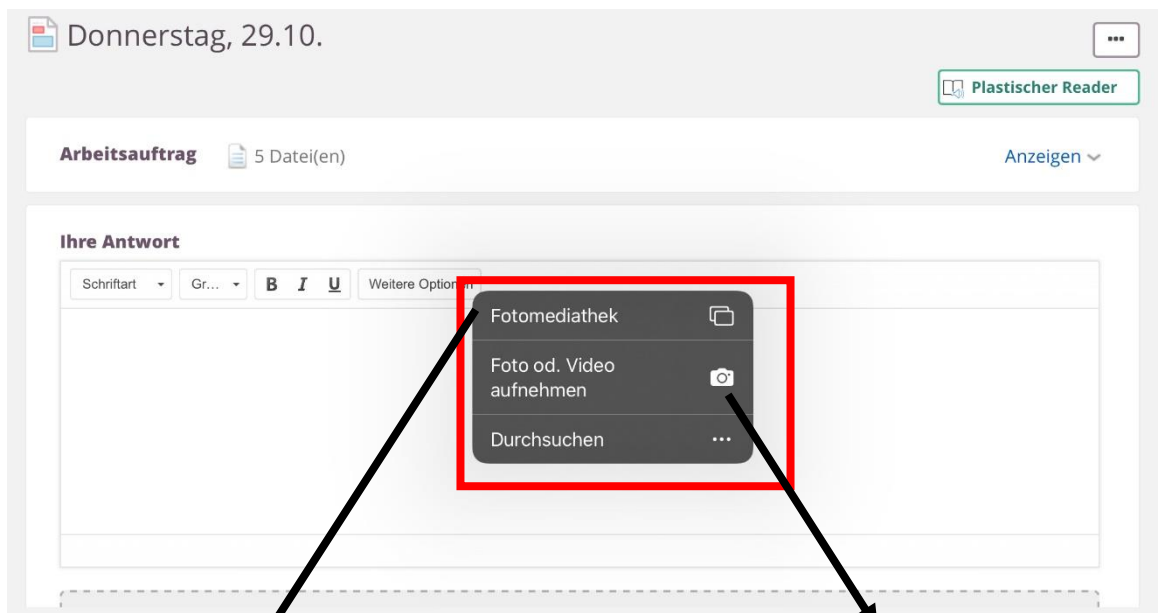 Donnerstag, 29.10.
Plastischer Reader
Arbeitsauftrag 5 Datei(en) Anzeigen
Ihre Antwort
Schriftart Gr... B I U Weitere Optionen
Fotomediathek
Foto od. Video
aufnehmen
Durchsuchen